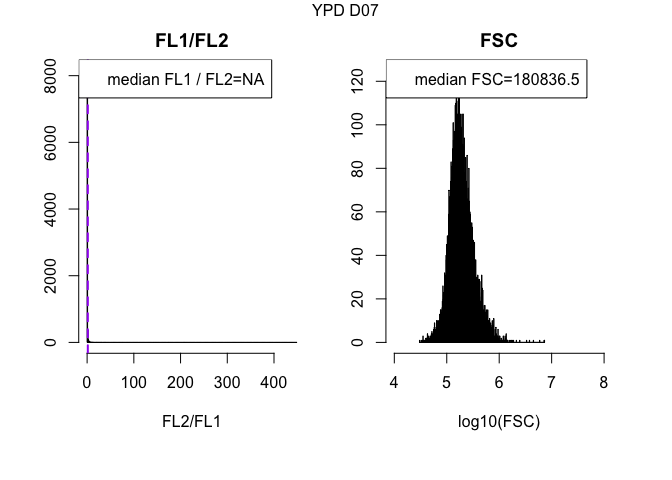 YPD D07
FL1/FL2
median FL1 / FL2=NA
8000
6000
4000
2000
0
0 100 200 300 400
FL2/FL1
FSC
median FSC=180836.5
120
100
80
60
40
20
0
4 5 6 7 8
log10(FSC)